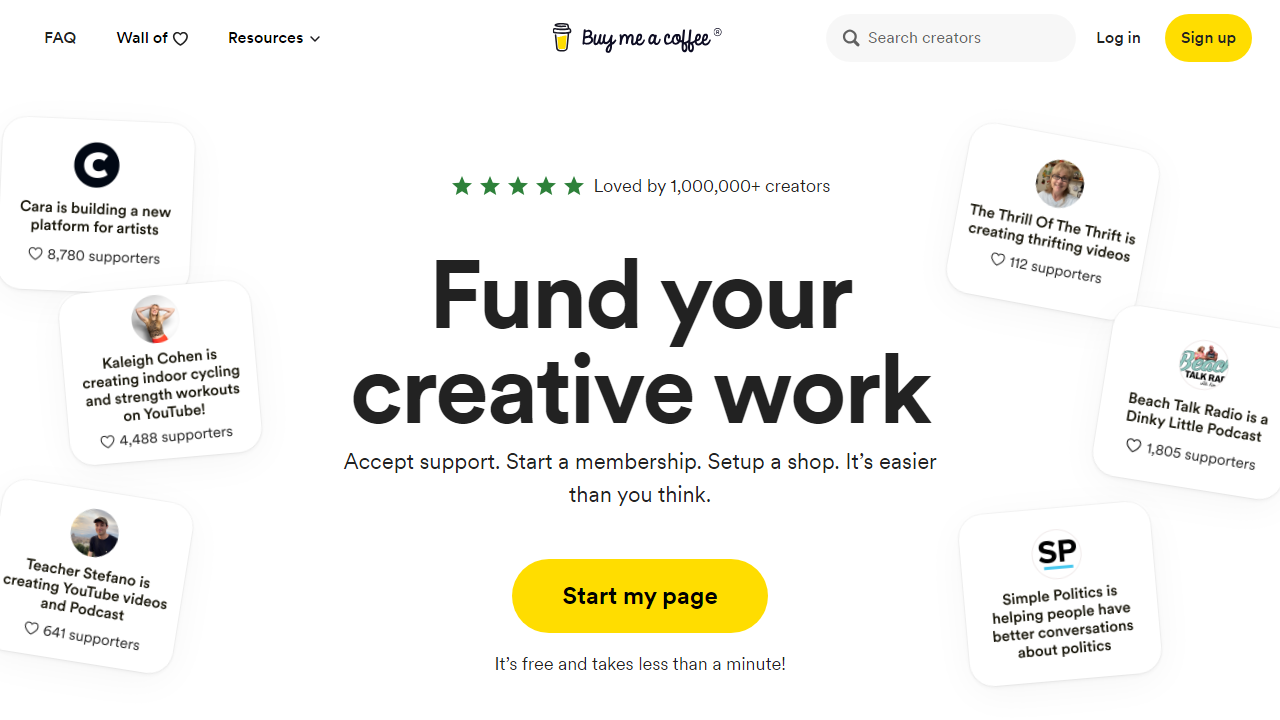 FAQ
Wall of
Resources
Buy me a coffee®
Search creators
Log in
Sign up
Loved by 1,000,000+ creators
Fund your
creative work
Accept support. Start a membership. Setup a shop. It’s easier
than you think.
Start my page
It’s free and takes less than a minute!
C
Cara is building a new
platform for artists
8,780 supporters
Kaleigh Cohen is
creating indoor cycling
and strength workouts
on YouTube!
4,488 supporters
Teacher Stefano is
creating YouTube videos
and Podcast
641 supporters
The Thrill Of The Thrift is
creating thrifting videos
112 supporters
Beach
TALK RA
Beach Talk Radio is a
Dinky Little Podcast
1,805 supporters
SP
Simple Politics is
helping people have
better conversations
about politics